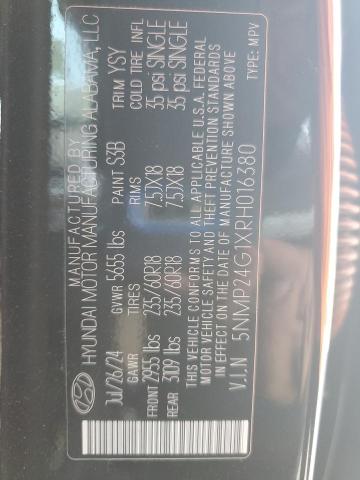 MANUFACTURED BY
HYUNDAI MOTOR MANUFACTURING ALABAMA, LLC
Jul/26/24 GVWR 5655 lbs PAINT S3B TRIM YSY
GAWR TIRES RIMS COLD TIRE INFL
FRONT 2955 lbs 235/60R18 7.5JX18 35 psi SINGLE
REAR 3109 lbs 235/60R18 7.5JX18 35 psi SINGLE
THIS VEHICLE CONFORMS TO ALL APPLICABLE U.S.A. FEDERAL
MOTOR VEHICLE SAFETY AND THEFT PREVENTION STANDARDS
IN EFFECT ON THE DATE OF MANUFACTURE SHOWN ABOVE
V.I.N 5NMP24G1XRH016380
TYPE: MPV